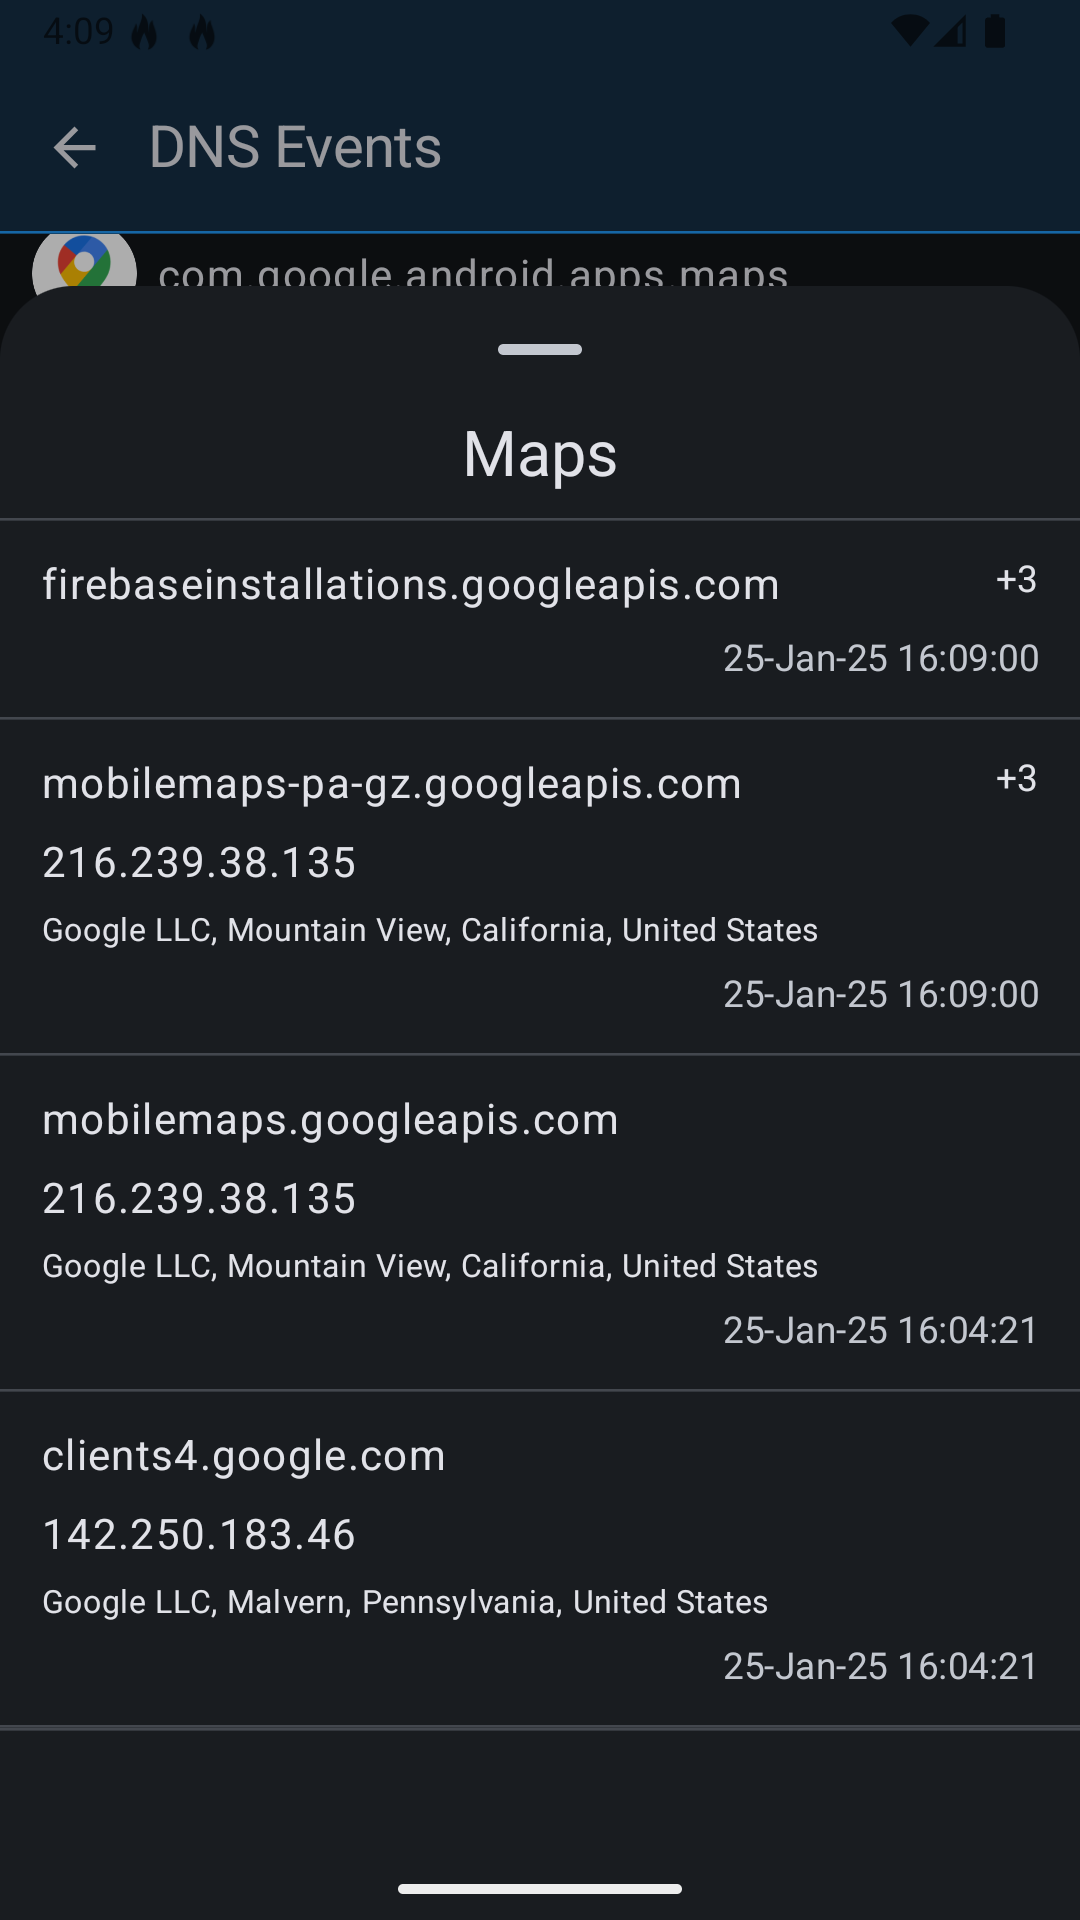 4:09
DNS Events
com.google.android.apps.maps
Maps
firebaseinstallations.googleapis.com +3
25-Jan-25 16:09:00
mobilemaps-pa-gz.googleapis.com +3
216.239.38.135
Google LLC, Mountain View, California, United States
25-Jan-25 16:09:00
mobilemaps.googleapis.com
216.239.38.135
Google LLC, Mountain View, California, United States
25-Jan-25 16:04:21
clients4.google.com
142.250.183.46
Google LLC, Malvern, Pennsylvania, United States
25-Jan-25 16:04:21